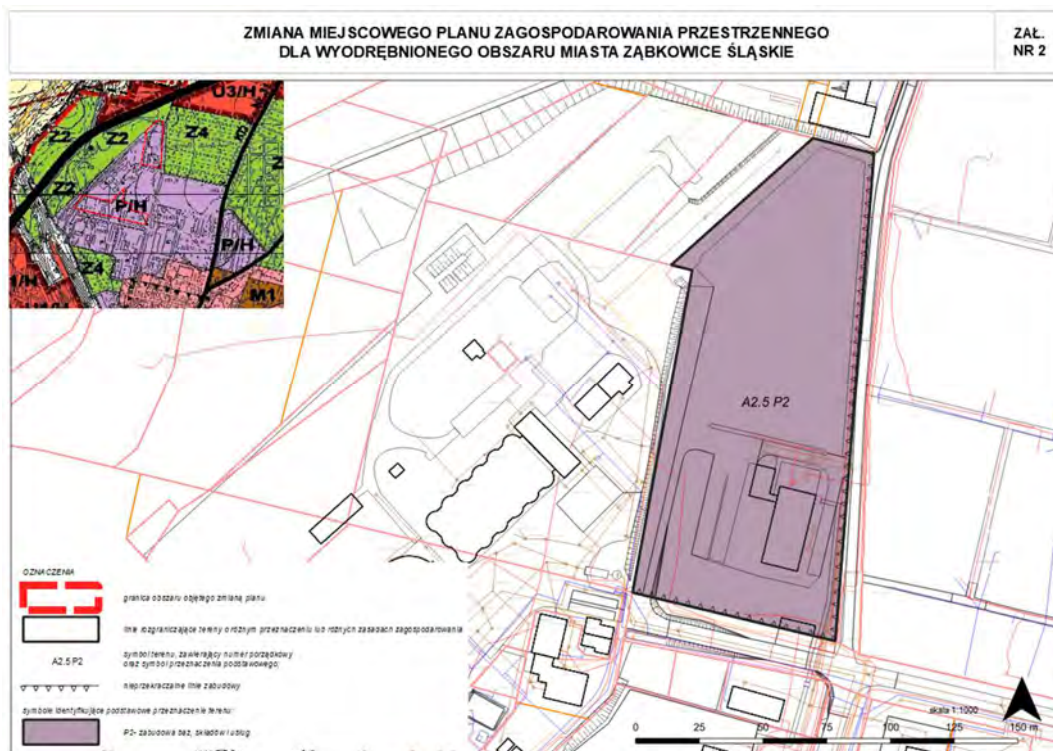 ZMIANA MIEJSCOWEGO PLANU ZAGOSPODAROWANIA PRZESTRZENNEGO
DLA WYODRĘBNIONEGO OBSZARU MIASTA ZĄBKOWICE ŚLĄSKIE
ZAŁ.
NR 2
U3/H
Z2
Z2
Z4
Z2
P/H
P/H
Z4
M1
A2.5 P2
OZNACZENIA
granica obszaru objętego zmianą planu
linie rozgraniczające tereny o różnym przeznaczeniu lub różnych zasadach zagospodarowania
A2.5 P2
symbol terenu, zawierający numer porządkowy
oraz symbol przeznaczenia podstawowego;
nieprzekraczalne linie zabudowy
symbole identyfikujące podstawowe przeznaczenie terenu:
P2- zabudowa baz, składów i usług
skala 1:1000
0 25 50 75 100 125 150 m